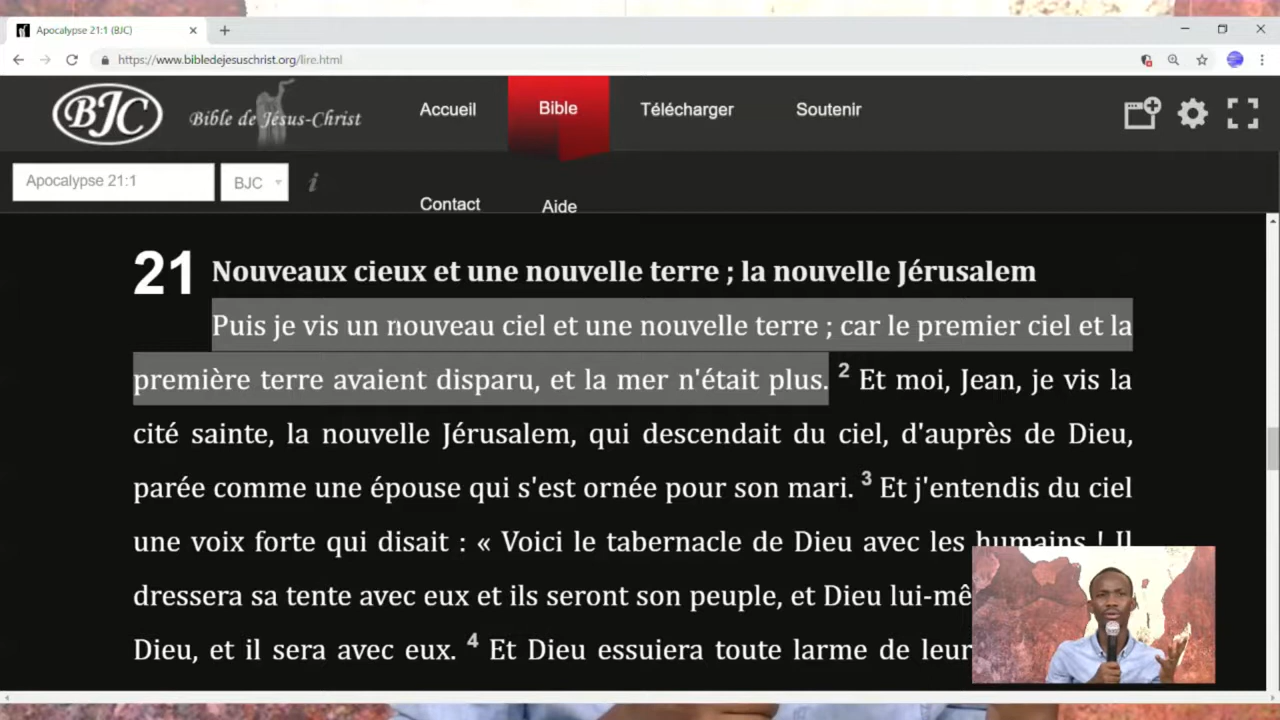 Apocalypse 21:1 (BJC)
https://www.bibledejesuschrist.org/lire.html
BJC Bible de Jésus-Christ Accueil Bible Télécharger Soutenir
Apocalypse 21:1 BJC i
Contact Aide
21 Nouveaux cieux et une nouvelle terre ; la nouvelle Jérusalem
Puis je vis un nouveau ciel et une nouvelle terre ; car le premier ciel et la
première terre avaient disparu, et la mer n'était plus. 2 Et moi, Jean, je vis la
cité sainte, la nouvelle Jérusalem, qui descendait du ciel, d'auprès de Dieu,
parée comme une épouse qui s'est ornée pour son mari. 3 Et j'entendis du ciel
une voix forte qui disait : « Voici le tabernacle de Dieu avec les humains ! Il
dressera sa tente avec eux et ils seront son peuple, et Dieu lui-mê
Dieu, et il sera avec eux. 4 Et Dieu essuiera toute larme de leur